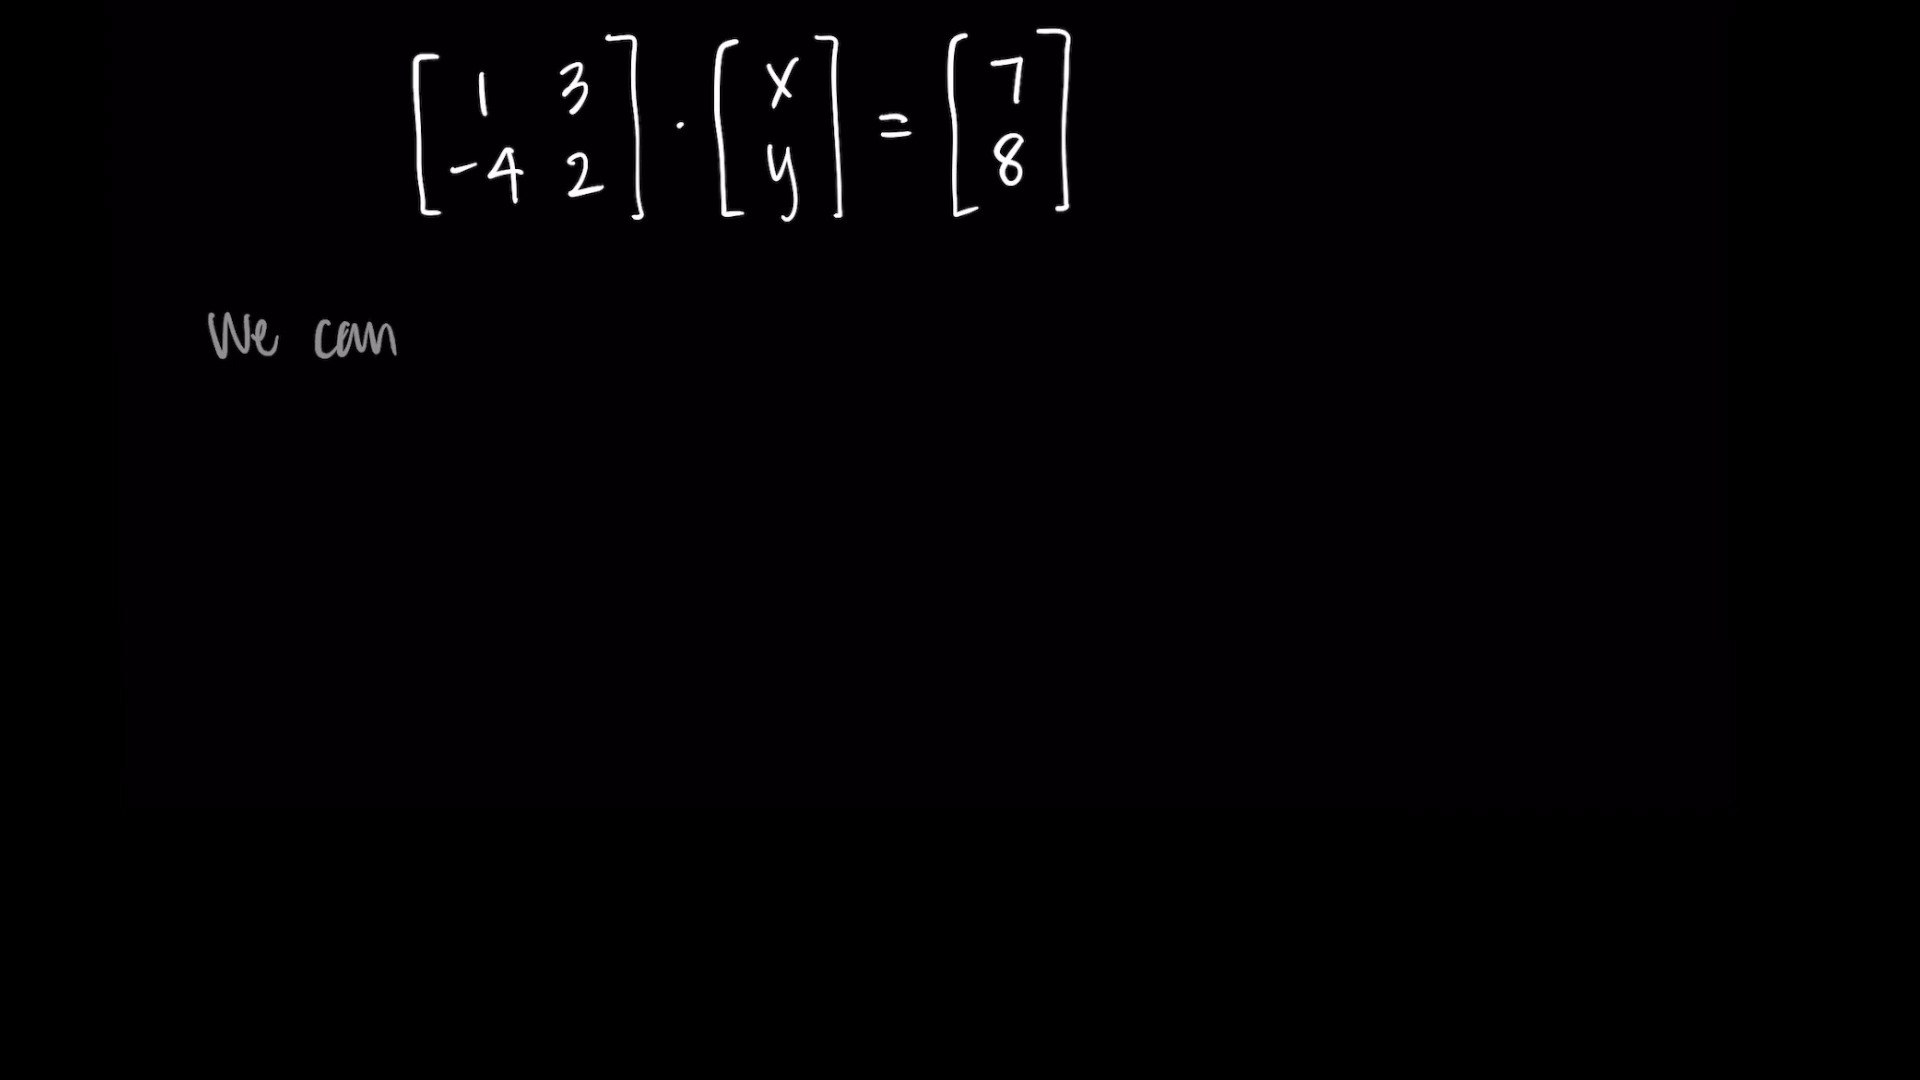 [ 1 3 ] · [ x ] = [ 7 ]
[ -4 2 ] [ y ] [ 8 ]
We can